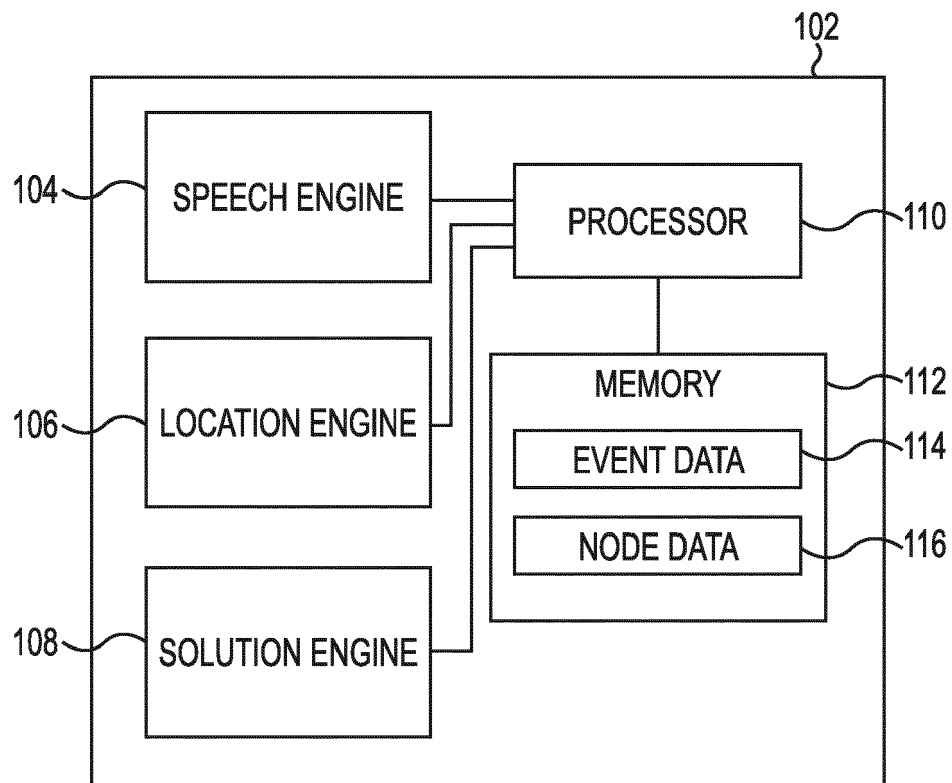 102
104
SPEECH ENGINE
PROCESSOR
110
106
LOCATION ENGINE
MEMORY
112
EVENT DATA
114
NODE DATA
116
108
SOLUTION ENGINE